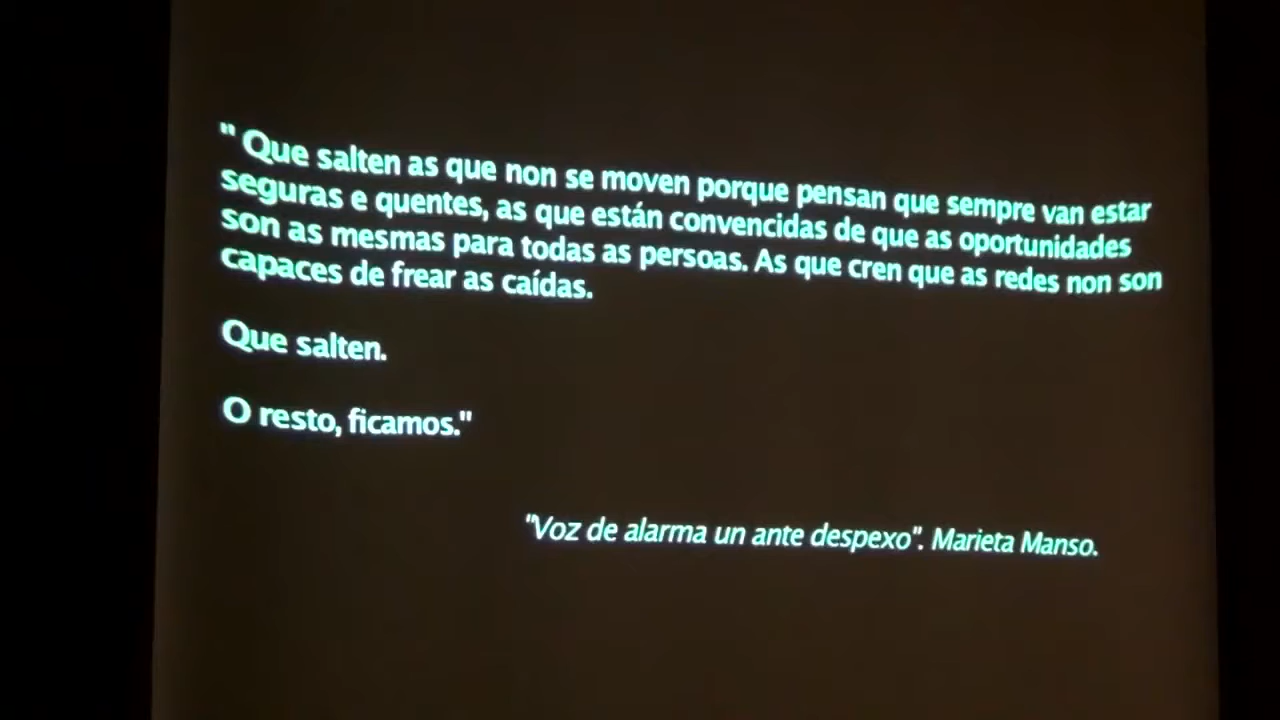 " Que salten as que non se moven porque pensan que sempre van estar
seguras e quentes, as que están convencidas de que as oportunidades
son as mesmas para todas as persoas. As que cren que as redes non son
capaces de frear as caídas.
Que salten.
O resto, ficamos."
"Voz de alarma un ante despexo". Marieta Manso.